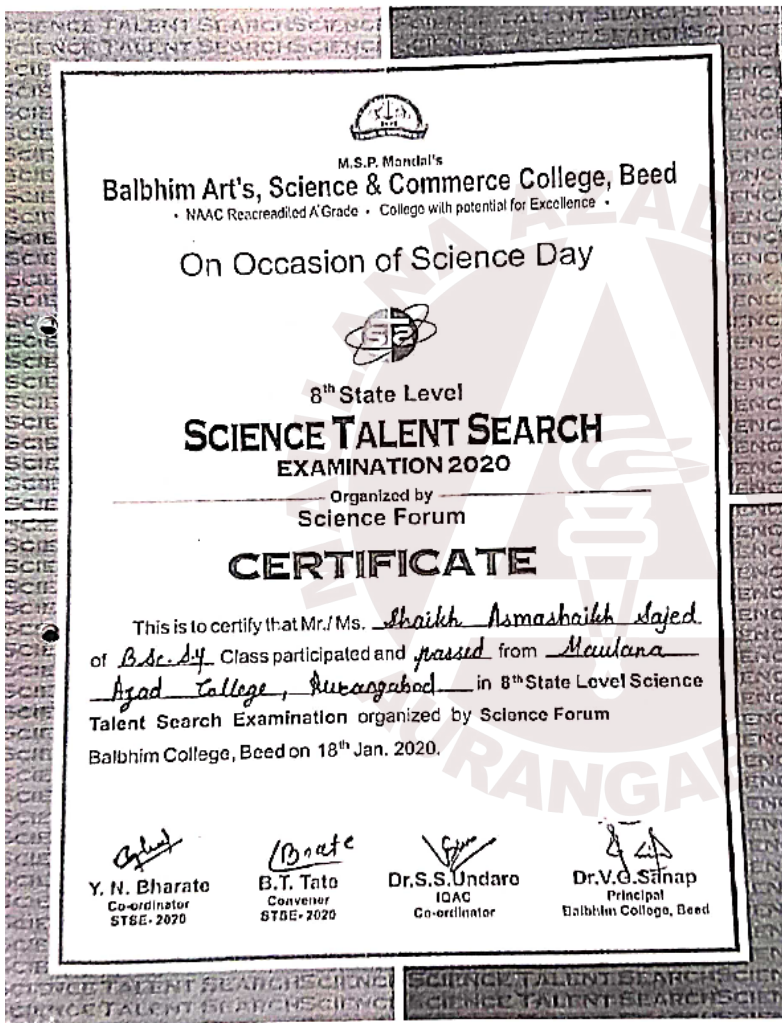 M.S.P. Mandal's
Balbhim Art's, Science & Commerce College, Beed
• NAAC Reacreadited A'Grade • College with potential for Excellence •
On Occasion of Science Day
STS
8th State Level
SCIENCE TALENT SEARCH
EXAMINATION 2020
Organized by
Science Forum
CERTIFICATE
This is to certify that Mr./Ms. Shaikh Asmashaikh Sajed
of B.Sc. S.Y. Class participated and passed from Maulana
Azad College, Aurangabad in 8th State Level Science
Talent Search Examination organized by Science Forum
Balbhim College, Beed on 18th Jan. 2020.
Y. N. Bharate B.T. Tate Dr.S.S.Undare Dr.V.G.Sanap
Co-ordinator Convener IQAC Principal
STSE-2020 STSE-2020 Co-ordinator Balbhim College, Beed